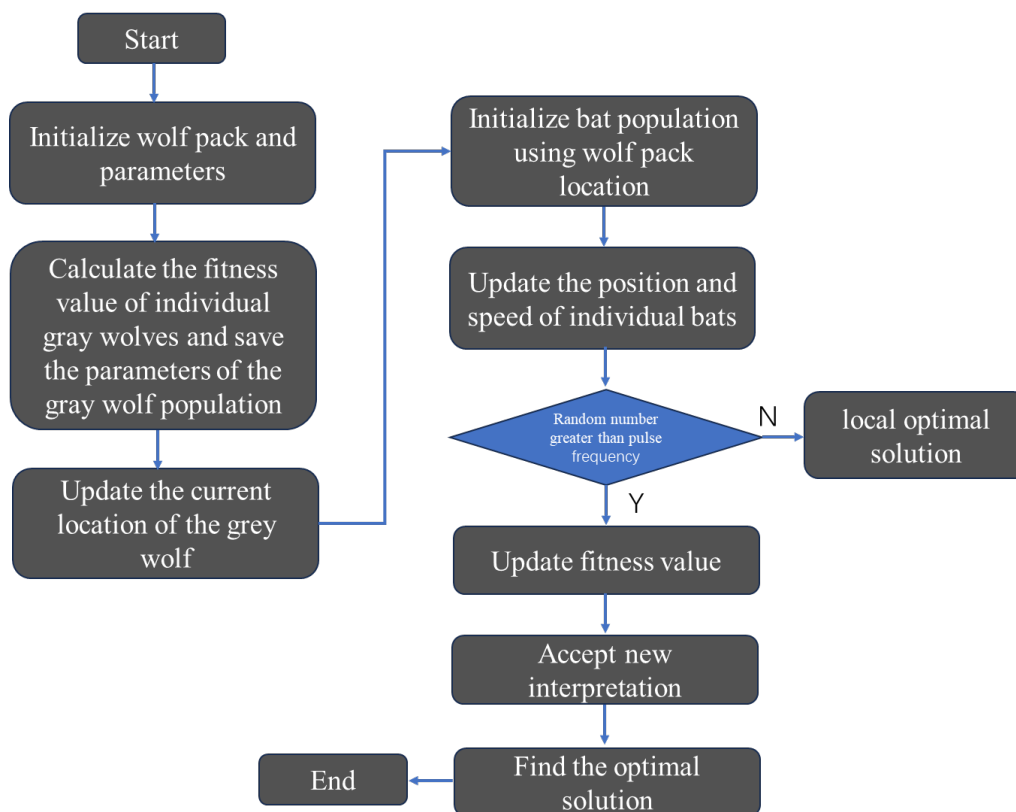 Start
Initialize wolf pack and
parameters
Calculate the fitness
value of individual
gray wolves and save
the parameters of the
gray wolf population
Update the current
location of the grey
wolf
Initialize bat population
using wolf pack
location
Update the position and
speed of individual bats
Random number
greater than pulse
frequency
N
local optimal
solution
Y
Update fitness value
Accept new
interpretation
Find the optimal
solution
End